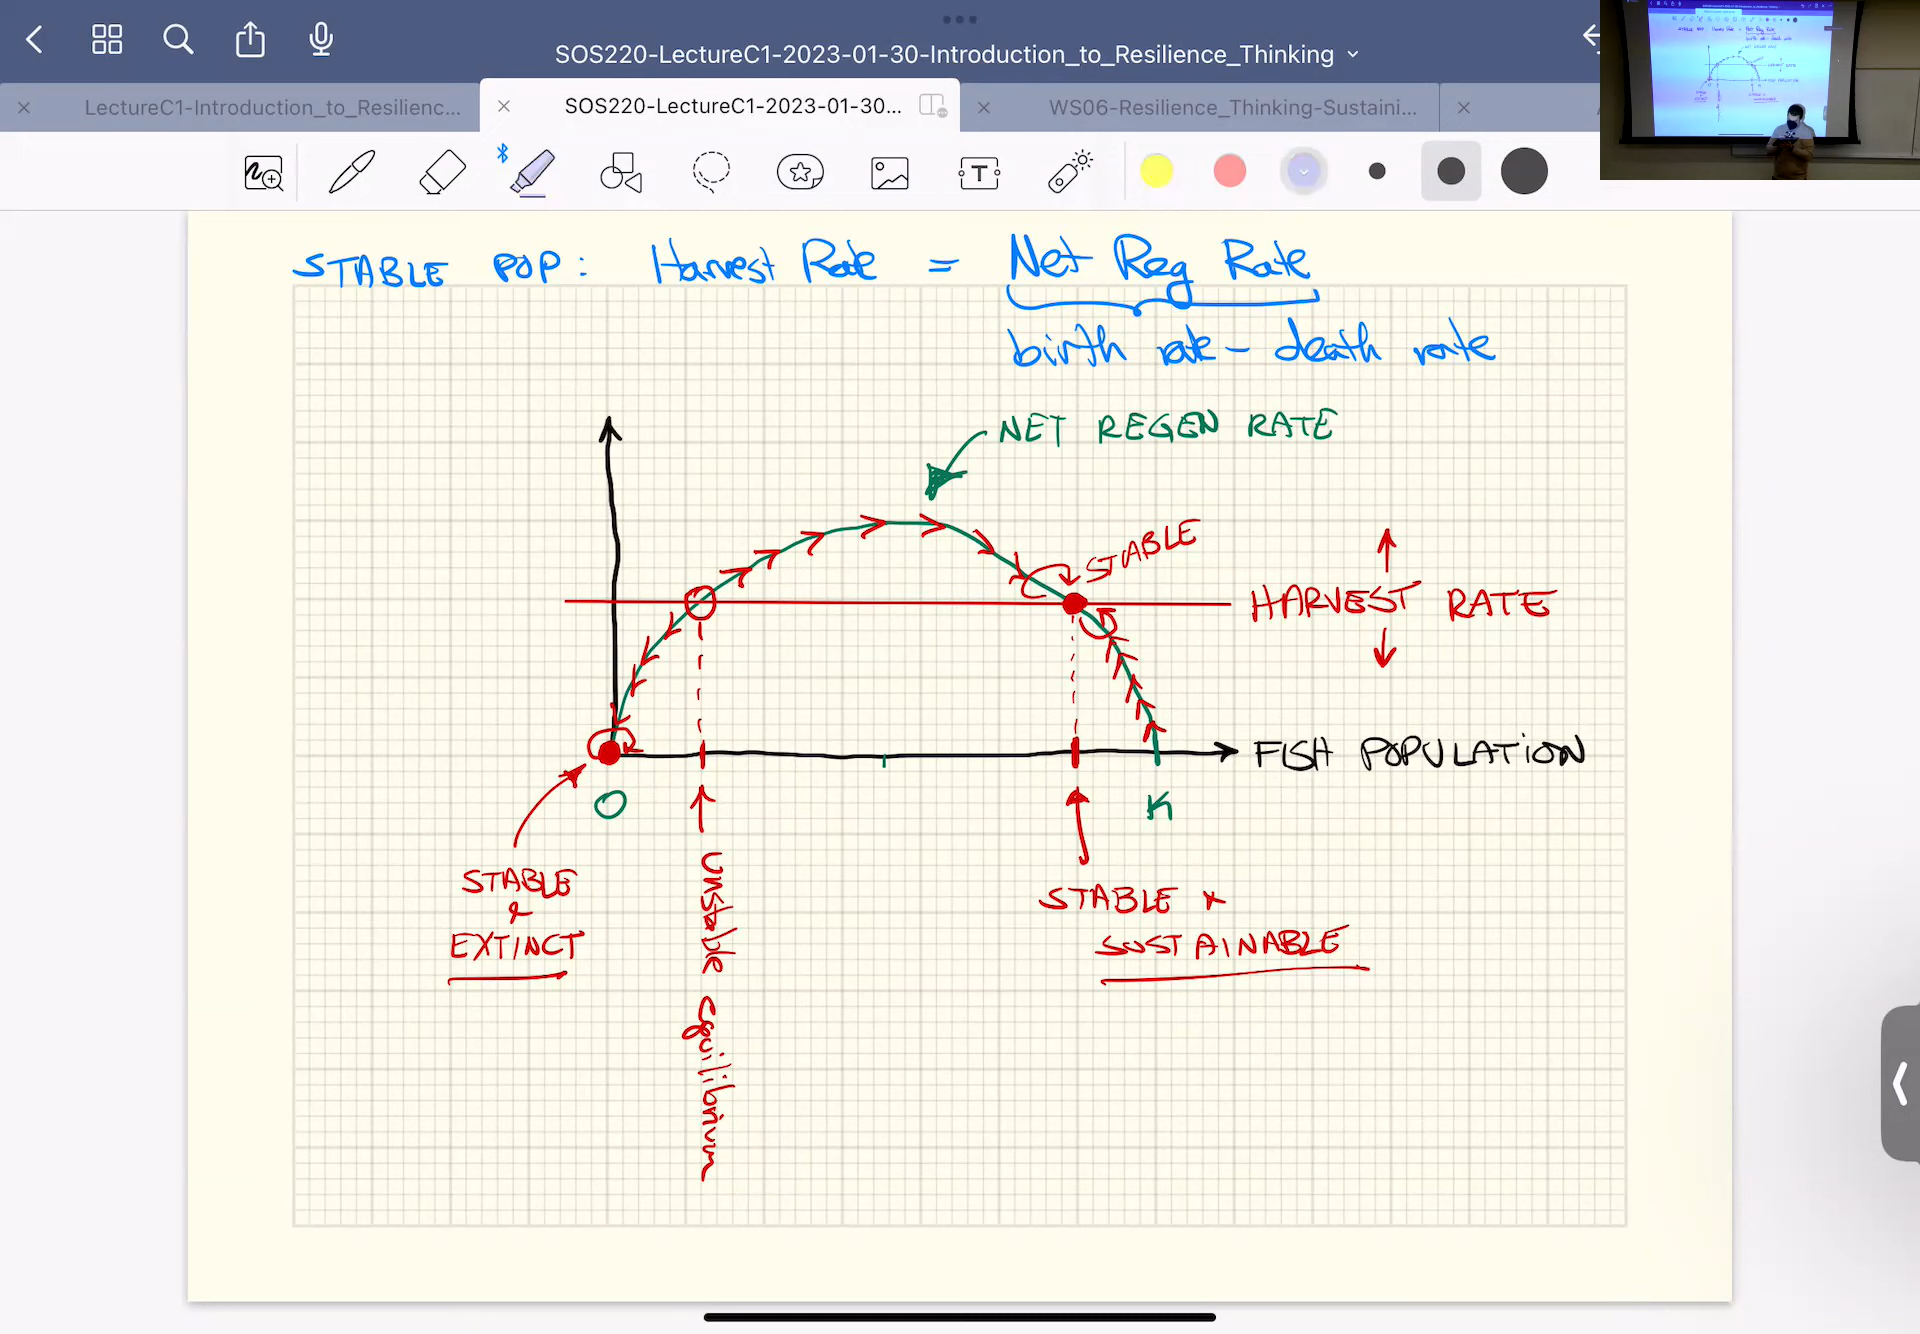 SOS220-LectureC1-2023-01-30-Introduction_to_Resilience_Thinking
LectureC1-Introduction_to_Resilienc...
SOS220-LectureC1-2023-01-30...
WS06-Resilience_Thinking-Sustaini...
STABLE POP: Harvest Rate = Net Reg Rate
birth rate - death rate
NET REGEN RATE
STABLE
HARVEST RATE
FISH POPULATION
O
K
STABLE
&
EXTINCT
unstable equilibrium
STABLE &
SUSTAINABLE